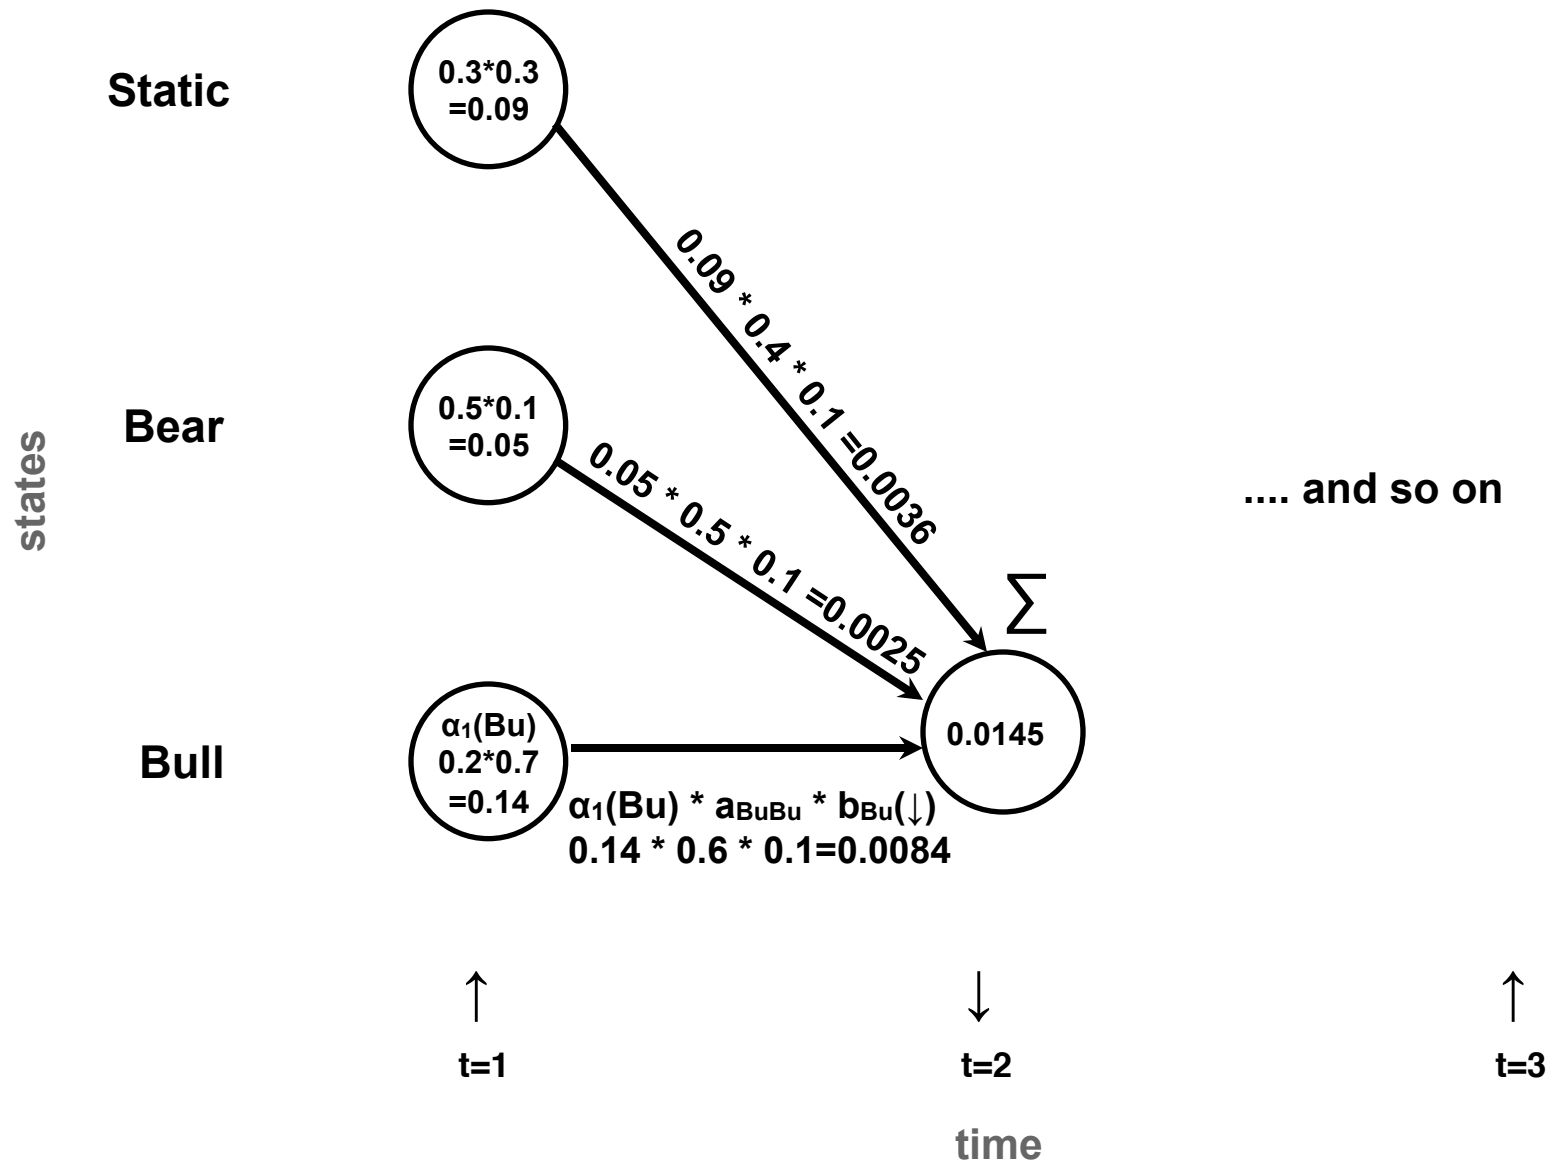 Static
0.3*0.3
=0.09
0.09 * 0.4 * 0.1 =0.0036
states
Bear
0.5*0.1
=0.05
0.05 * 0.5 * 0.1 =0.0025
.... and so on
∑
Bull
α₁(Bu)
0.2*0.7
=0.14
0.0145
α₁(Bu) * aBuBu * bBu(↓)
0.14 * 0.6 * 0.1=0.0084
↑ ↓ ↑
t=1 t=2 t=3
time